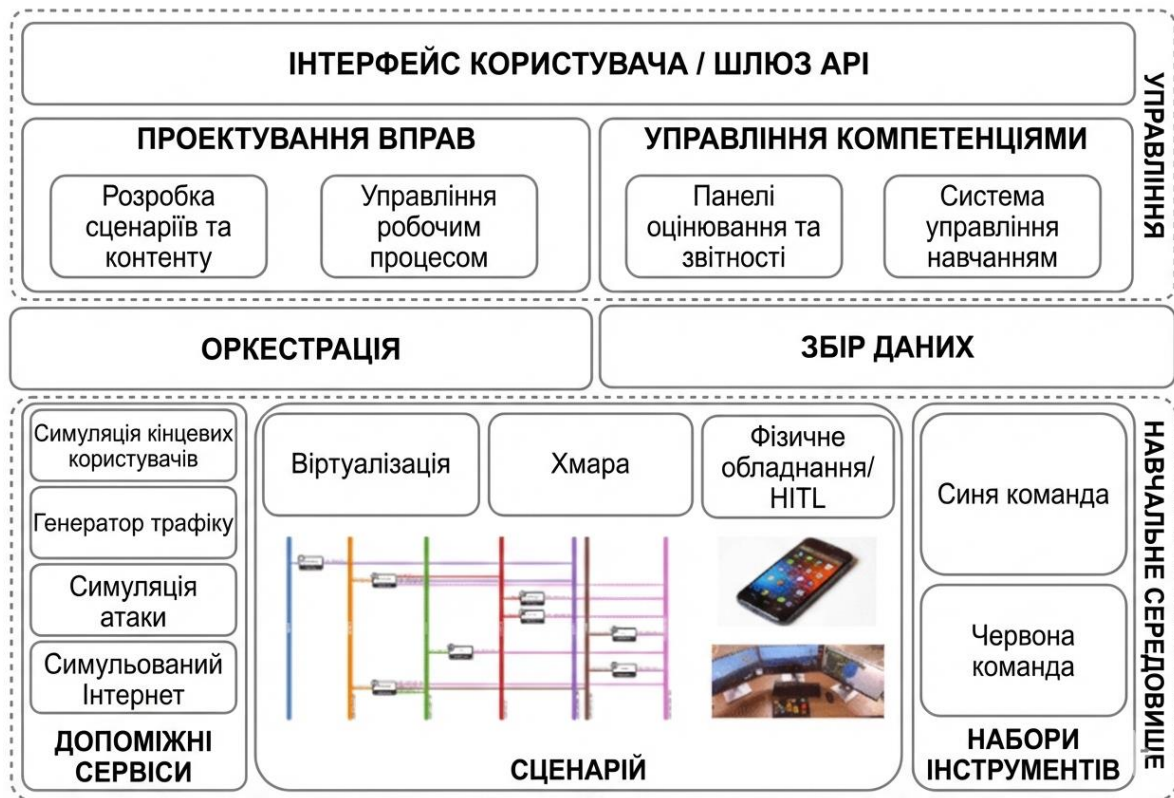 ІНТЕРФЕЙС КОРИСТУВАЧА / ШЛЮЗ API
УПРАВЛІННЯ
ПРОЕКТУВАННЯ ВПРАВ
Розробка
сценаріїв та
контенту
Управління
робочим
процесом
УПРАВЛІННЯ КОМПЕТЕНЦІЯМИ
Панелі
оцінювання та
звітності
Система
управління
навчанням
ОРКЕСТРАЦІЯ
ЗБІР ДАНИХ
Симуляція кінцевих
користувачів
Генератор трафіку
Симуляція
атаки
Симульований
Інтернет
ДОПОМІЖНІ
СЕРВІСИ
Віртуалізація
Хмара
Фізичне
обладнання/
HITL
СЦЕНАРІЙ
Синя команда
Червона
команда
НАБОРИ
ІНСТРУМЕНТІВ
НАВЧАЛЬНЕ СЕРЕДОВИЩЕ